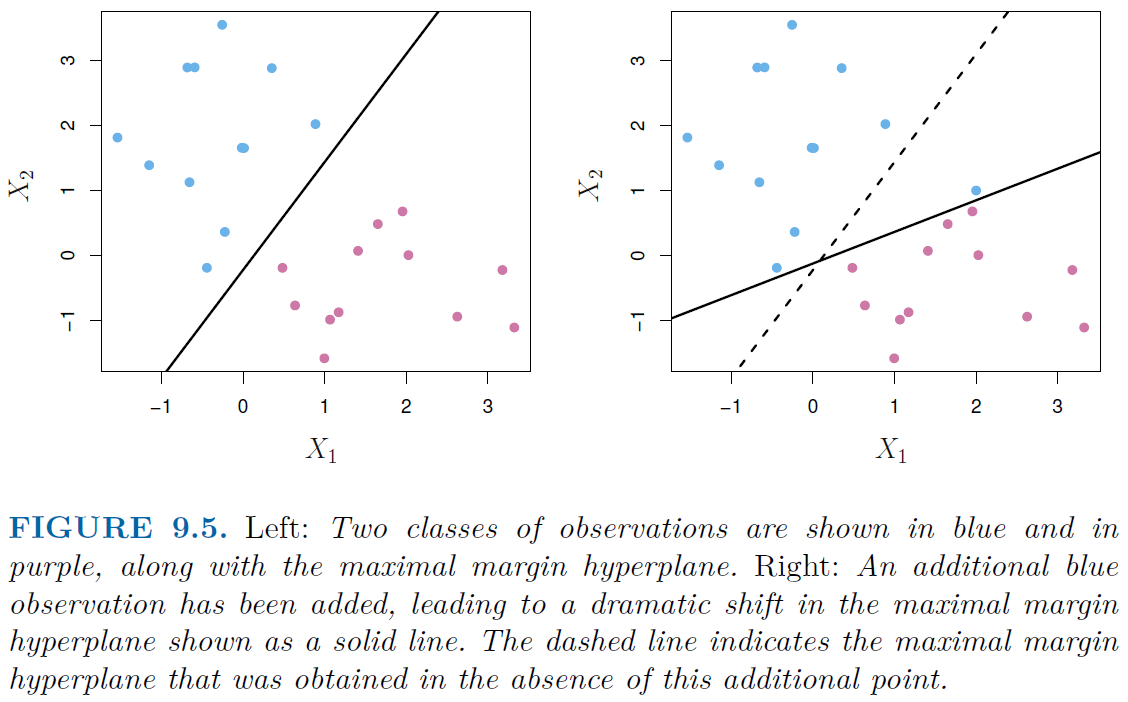 3
2
1
0
−1
X2
−1 0 1 2 3
X1
3
2
1
0
−1
X2
−1 0 1 2 3
X1
FIGURE 9.5. Left: Two classes of observations are shown in blue and in
purple, along with the maximal margin hyperplane. Right: An additional blue
observation has been added, leading to a dramatic shift in the maximal margin
hyperplane shown as a solid line. The dashed line indicates the maximal margin
hyperplane that was obtained in the absence of this additional point.